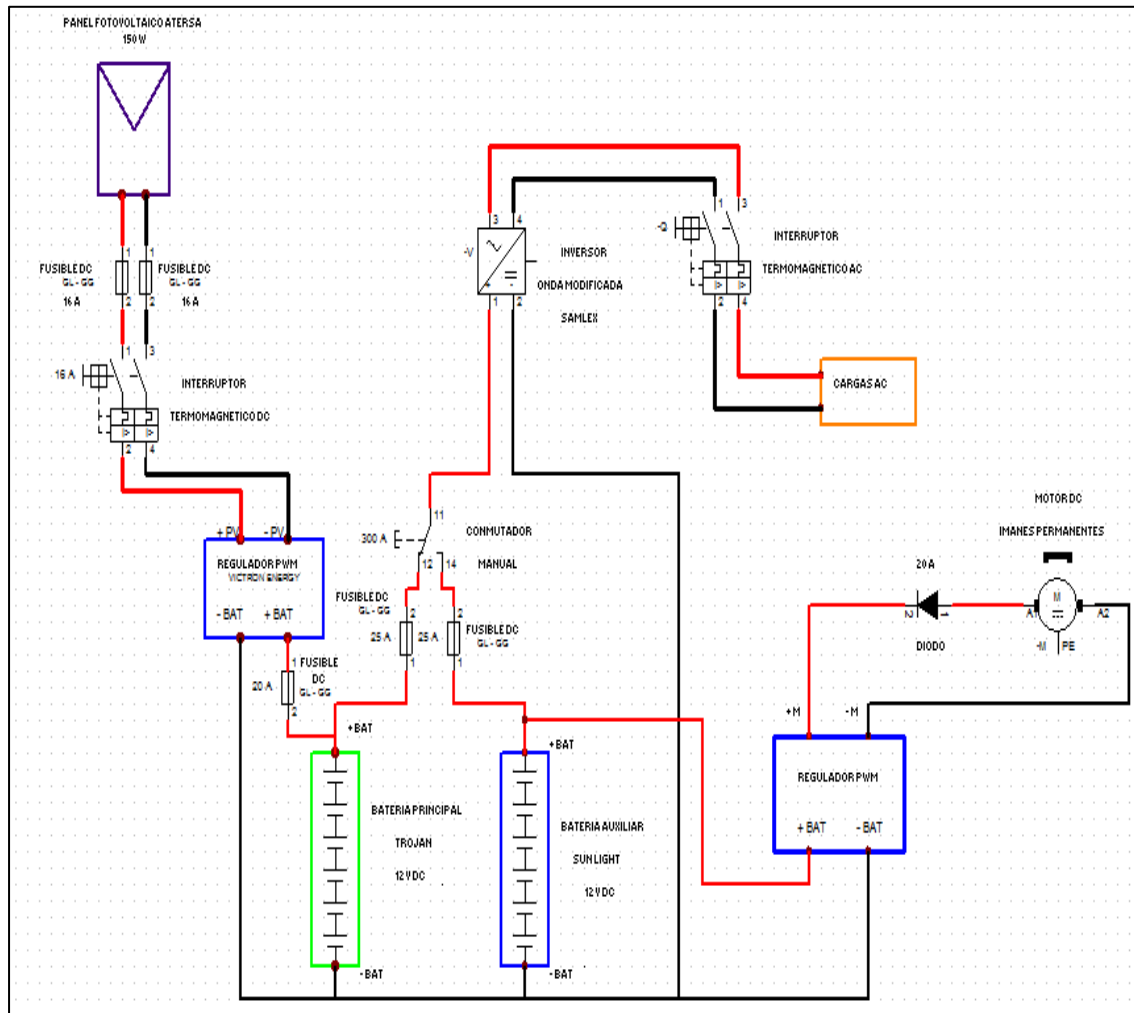 PANEL FOTOVOLTAICO ATERSA
150 W
1 1
FUSIBLE DC
GL - GG
16 A
FUSIBLE DC
GL - GG
16 A
2 2
1 3
16 A
INTERRUPTOR
TERMOMAGNETICO DC
2 4
+ PV - PV
REGULADOR PWM
VICTRON ENERGY
- BAT + BAT
1
FUSIBLE
DC
GL - GG
20 A
2
3 4
-V
INVERSOR
ONDA MODIFICADA
SAMLEX
+ -
1 2
1 3
-Q
INTERRUPTOR
TERMOMAGNETICO AC
2 4
CARGAS AC
11
300 A
CONMUTADOR
MANUAL
12 14
FUSIBLE DC
GL - GG
25 A
2
1
25 A
2
1
FUSIBLE DC
GL - GG
+BAT
BATERIA PRINCIPAL
TROJAN
12 V DC
-BAT
+BAT
BATERIA AUXILIAR
SUN LIGHT
12 V DC
-BAT
MOTOR DC
IMANES PERMANENTES
20 A
2 1
DIODO
A1
M
A2
-M PE
+M -M
REGULADOR PWM
+ BAT - BAT